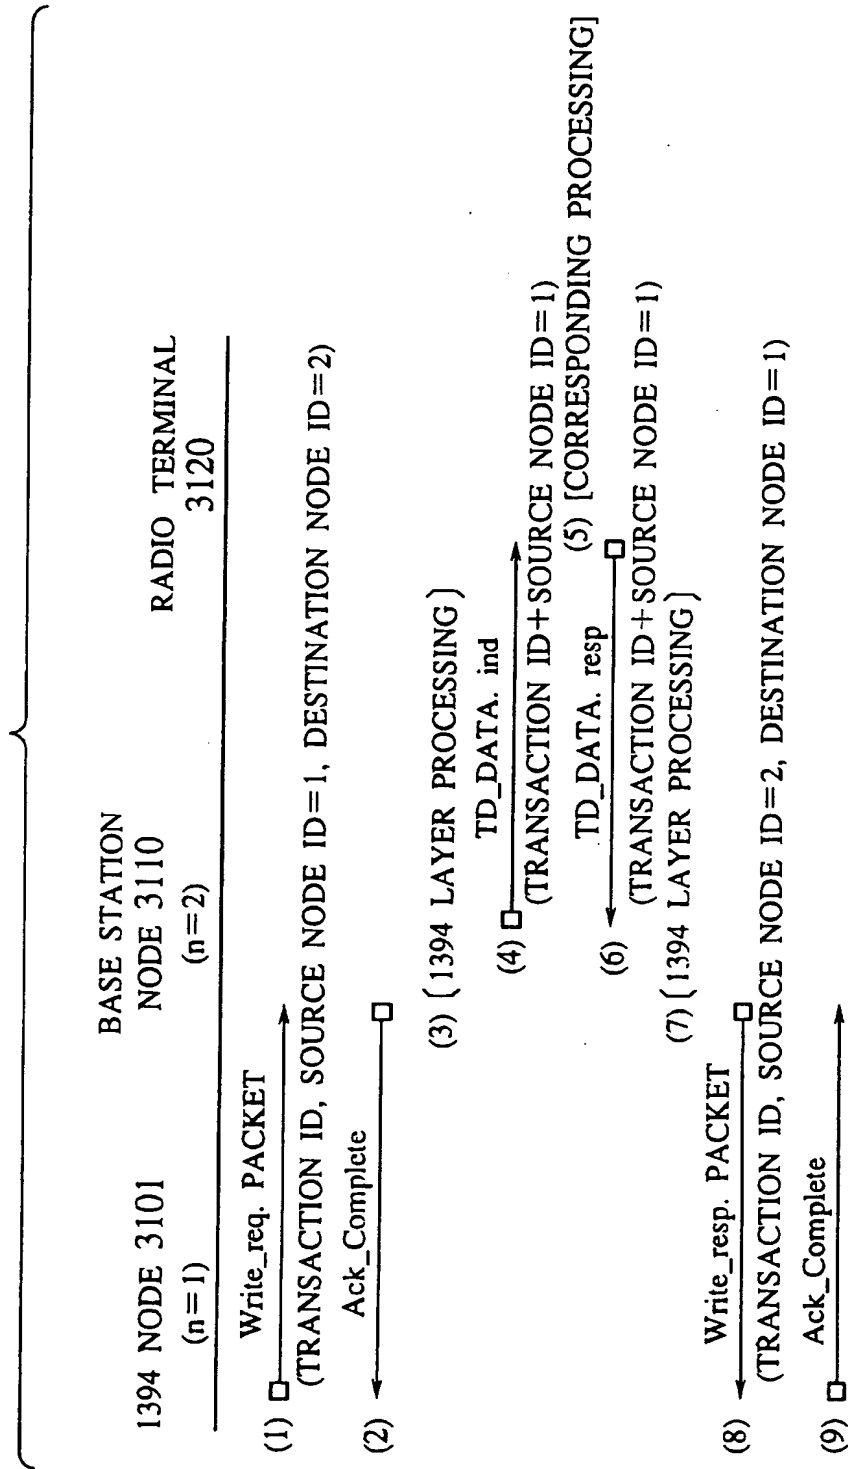 1394 NODE 3101
(n=1)
BASE STATION
NODE 3110
(n=2)
RADIO TERMINAL
3120
(1) Write_req. PACKET
(TRANSACTION ID, SOURCE NODE ID=1, DESTINATION NODE ID=2)
(2) Ack_Complete
(3) (1394 LAYER PROCESSING)
(4) TD_DATA. ind
(TRANSACTION ID+SOURCE NODE ID=1)
(5) [CORRESPONDING PROCESSING]
(6) TD_DATA. resp
(TRANSACTION ID+SOURCE NODE ID=1)
(7) (1394 LAYER PROCESSING)
(8) Write_resp. PACKET
(TRANSACTION ID, SOURCE NODE ID=2, DESTINATION NODE ID=1)
(9) Ack_Complete